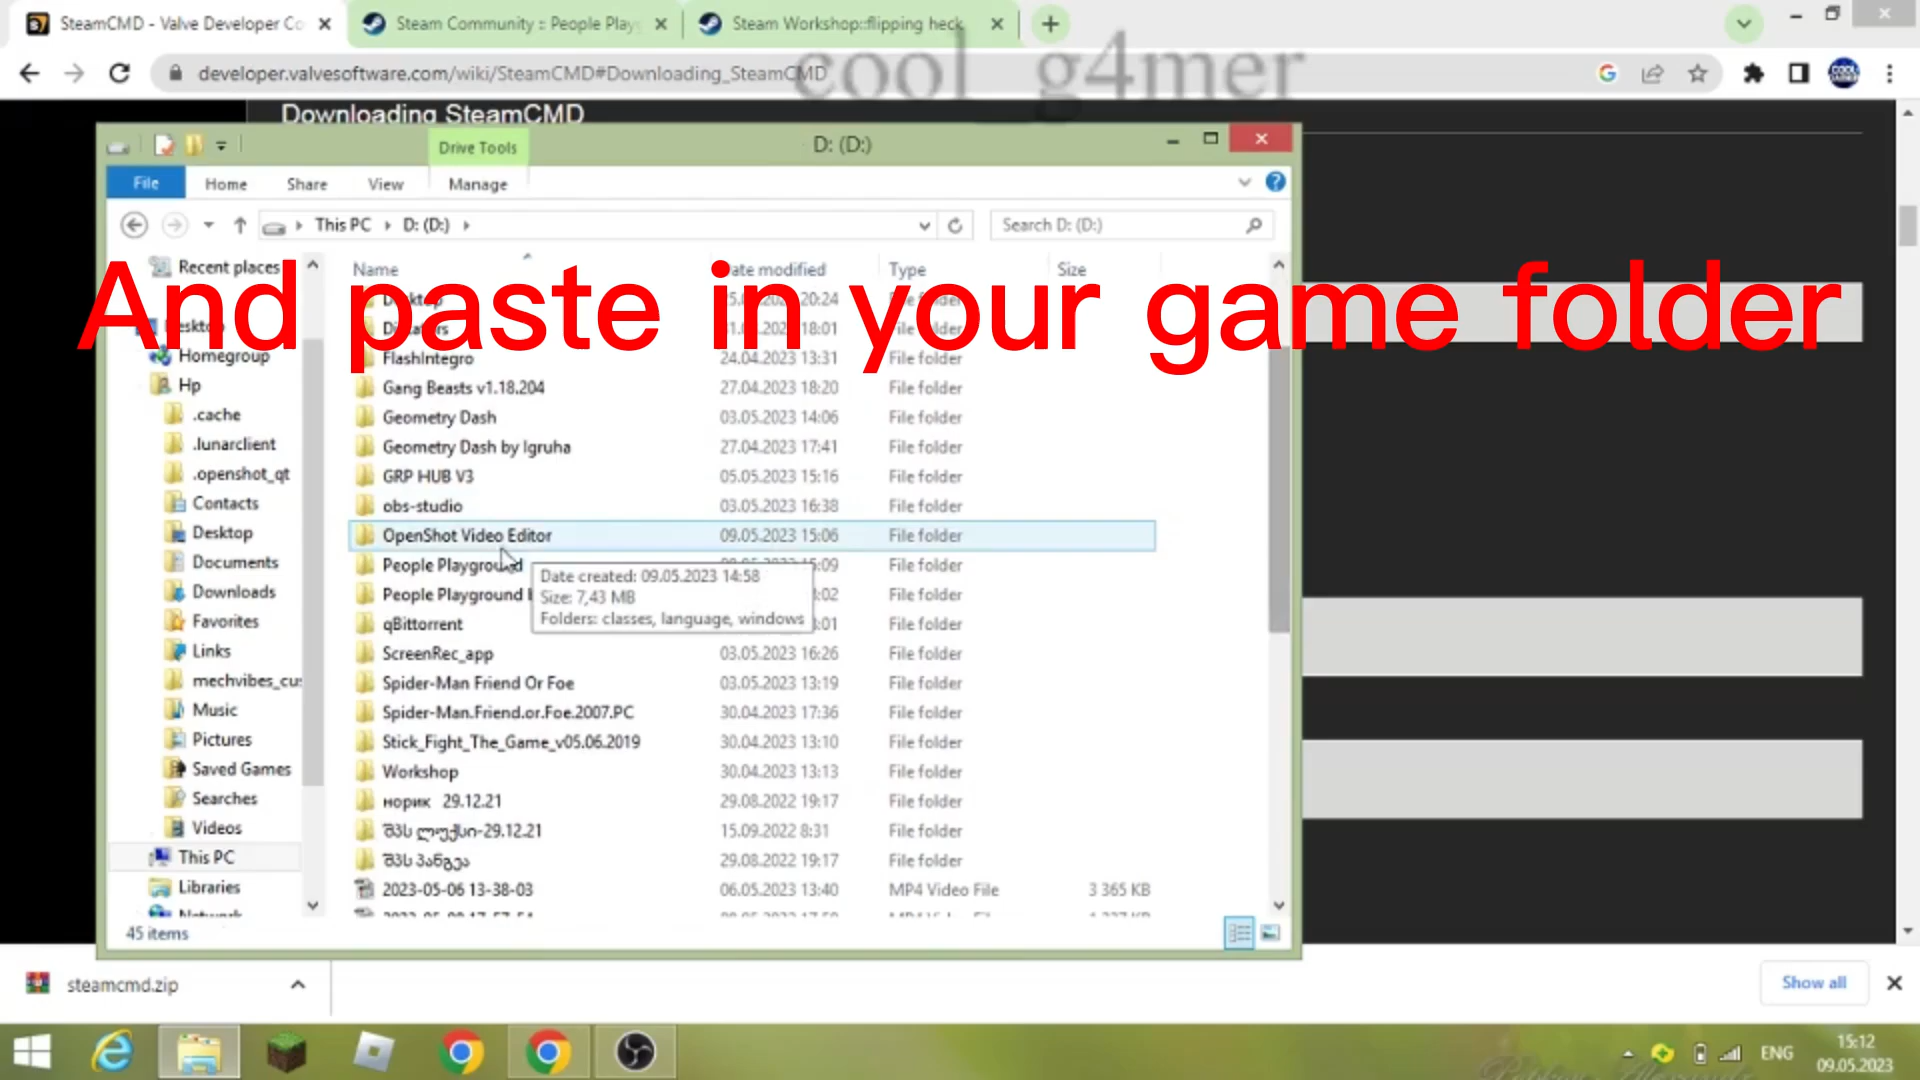 SteamCMD - Valve Developer Co
Steam Community :: People Play
Steam Workshop::flipping heck
developer.valvesoftware.com/wiki/SteamCMD#Downloading_SteamCMD
cool g4mer
Downloading SteamCMD
Drive Tools
D: (D:)
File
Home
Share
View
Manage
This PC
D: (D:)
Search D: (D:)
And paste in your game folder
Name
Type
Size
Recent places
Homegroup
Hp
.cache
.lunarclient
.openshot_qt
Contacts
Desktop
Documents
Downloads
Favorites
Links
mechvibes_cu
Music
Pictures
Saved Games
Searches
Videos
This PC
Libraries
Network
FlashIntegro 24.04.2023 13:31 File folder
Gang Beasts v1.18.204 27.04.2023 18:20 File folder
Geometry Dash 03.05.2023 14:06 File folder
Geometry Dash by Igruha 27.04.2023 17:41 File folder
GRP HUB V3 05.05.2023 15:16 File folder
obs-studio 03.05.2023 16:38 File folder
OpenShot Video Editor 09.05.2023 15:06 File folder
People Playground File folder
People Playground File folder
qBittorrent File folder
Date created: 09.05.2023 14:58
Size: 7,43 MB
Folders: classes, language, windows
ScreenRec_app 03.05.2023 16:26 File folder
Spider-Man Friend Or Foe 03.05.2023 13:19 File folder
Spider-Man.Friend.or.Foe.2007.PC 30.04.2023 17:36 File folder
Stick_Fight_The_Game_v05.06.2019 30.04.2023 13:10 File folder
Workshop 30.04.2023 13:13 File folder
норик 29.12.21 29.08.2022 19:17 File folder
შპს ლუქსი-29.12.21 15.09.2022 8:31 File folder
შპს პანგეა 29.08.2022 19:17 File folder
2023-05-06 13-38-03 06.05.2023 13:40 MP4 Video File 3 365 KB
45 items
steamcmd.zip
Show all
ENG
15:12
09.05.2023